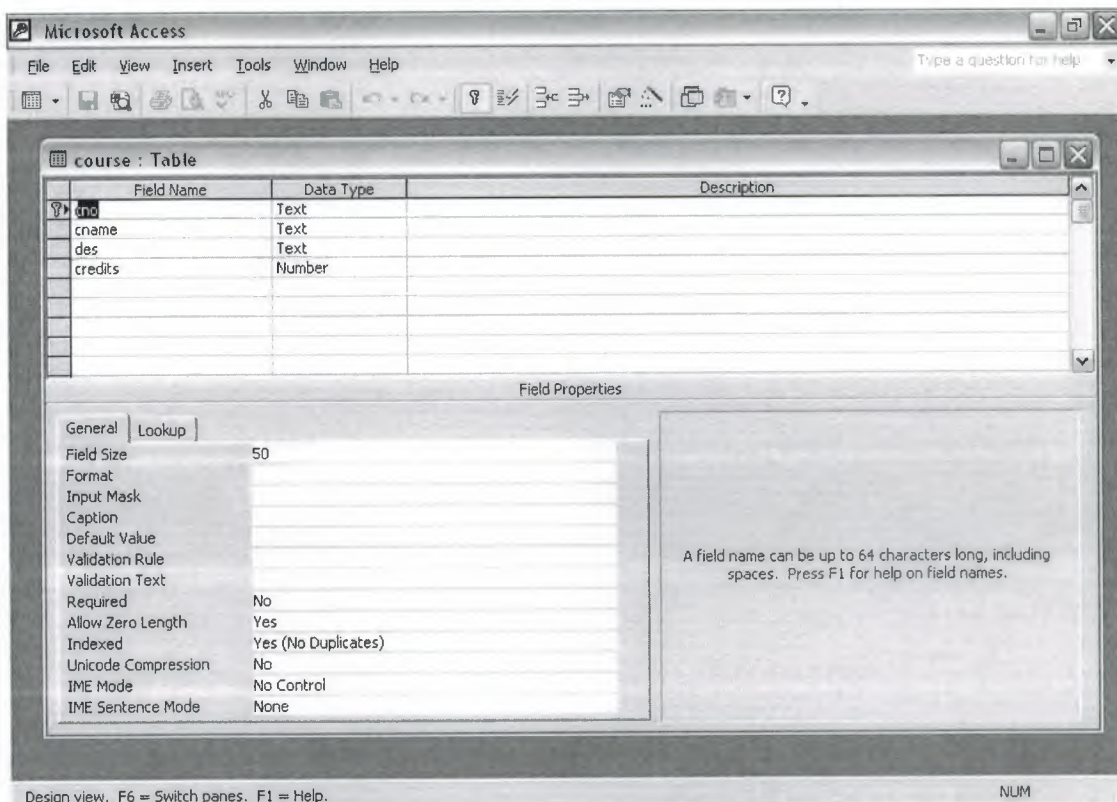 Microsoft Access
File Edit View Insert Tools Window Help
Type a question for help
course : Table
Field Name Data Type Description
cno Text
cname Text
des Text
credits Number
Field Properties
General Lookup
Field Size 50
Format
Input Mask
Caption
Default Value
Validation Rule
Validation Text
Required No
Allow Zero Length Yes
Indexed Yes (No Duplicates)
Unicode Compression No
IME Mode No Control
IME Sentence Mode None
A field name can be up to 64 characters long, including
spaces. Press F1 for help on field names.
Design view. F6 = Switch panes. F1 = Help.
NUM